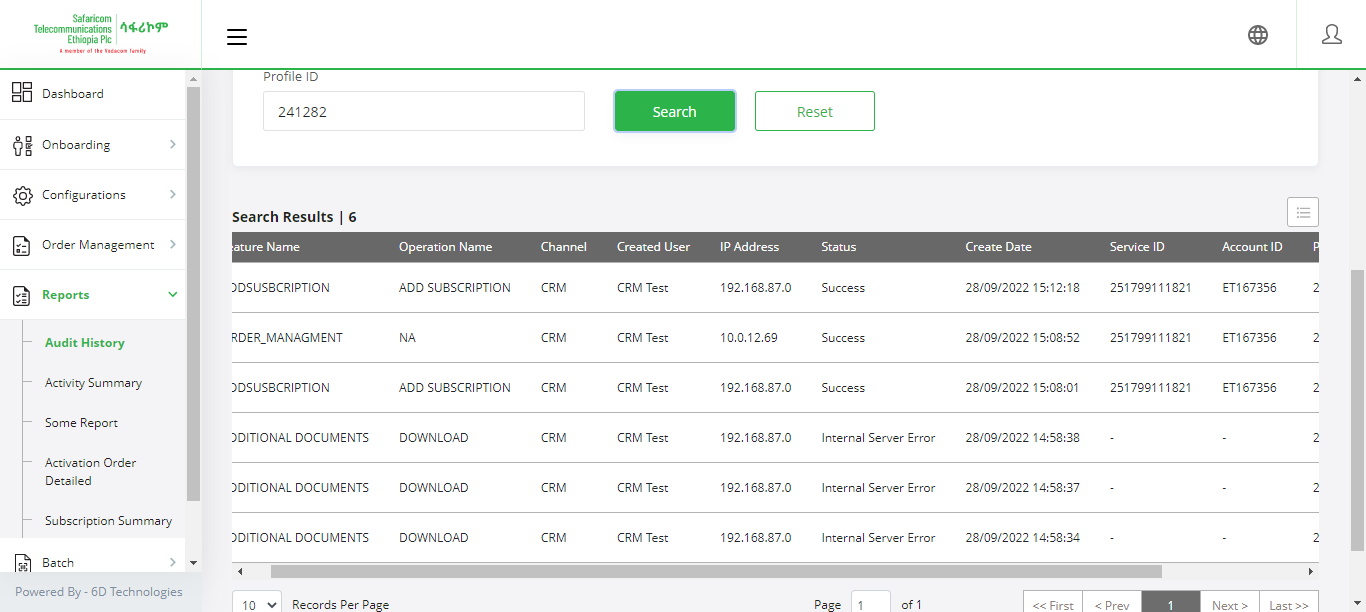 Safaricom
Telecommunications
Ethiopia Plc
ሳፋሪኮም
A member of the Vodacom family
Dashboard
Onboarding
Configurations
Order Management
Reports
Audit History
Activity Summary
Some Report
Activation Order
Detailed
Subscription Summary
Batch
Powered By - 6D Technologies
Profile ID
241282
Search
Reset
Search Results | 6
eature Name Operation Name Channel Created User IP Address Status Create Date Service ID Account ID P
DDSUSBCRIPTION ADD SUBSCRIPTION CRM CRM Test 192.168.87.0 Success 28/09/2022 15:12:18 251799111821 ET167356 2
RDER_MANAGMENT NA CRM CRM Test 10.0.12.69 Success 28/09/2022 15:08:52 251799111821 ET167356 2
DDSUSBCRIPTION ADD SUBSCRIPTION CRM CRM Test 192.168.87.0 Success 28/09/2022 15:08:01 251799111821 ET167356 2
DDITIONAL DOCUMENTS DOWNLOAD CRM CRM Test 192.168.87.0 Internal Server Error 28/09/2022 14:58:38 - - 2
DDITIONAL DOCUMENTS DOWNLOAD CRM CRM Test 192.168.87.0 Internal Server Error 28/09/2022 14:58:37 - - 2
DDITIONAL DOCUMENTS DOWNLOAD CRM CRM Test 192.168.87.0 Internal Server Error 28/09/2022 14:58:34 - - 2
10 Records Per Page Page 1 of 1 << First < Prev 1 Next > Last >>